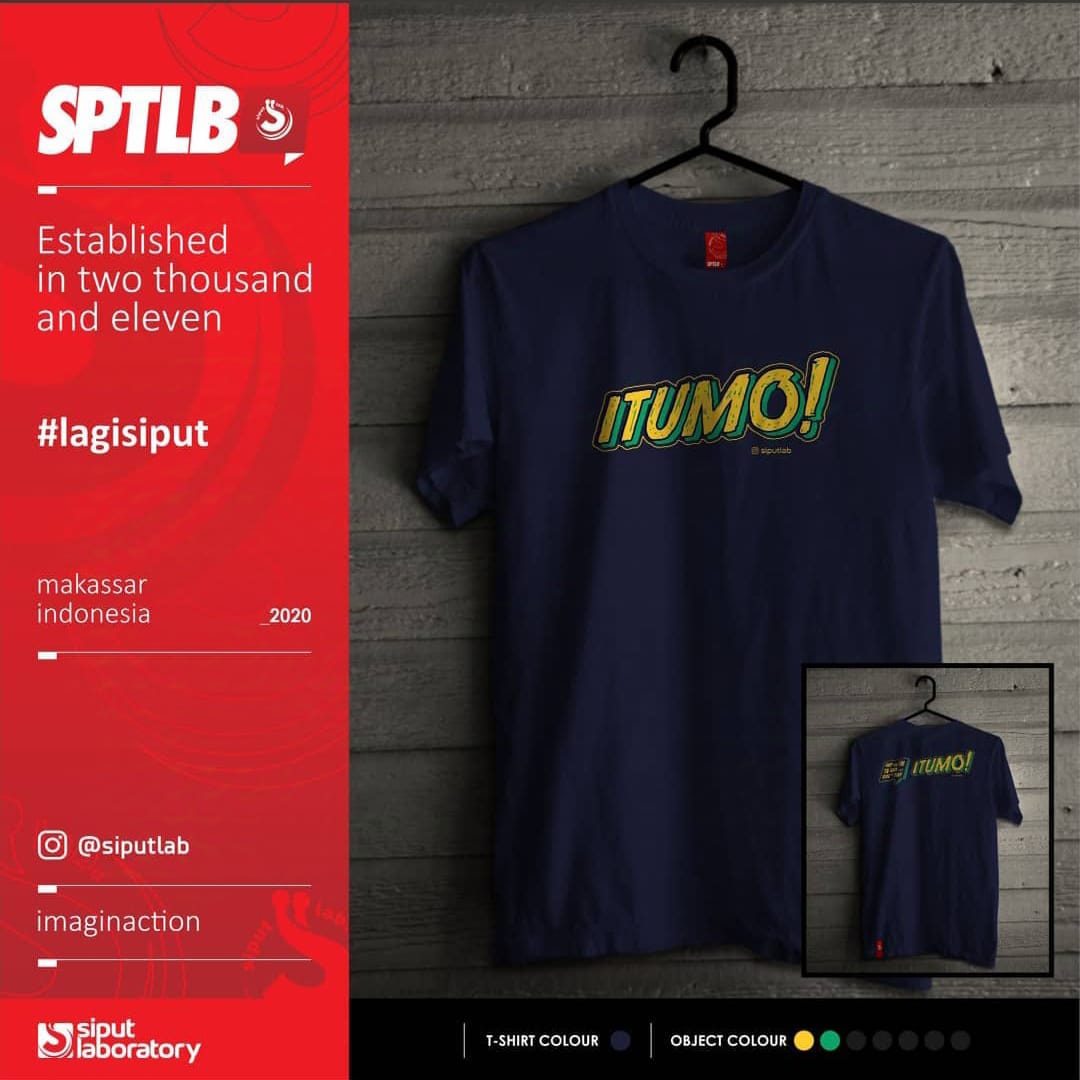 SPTLB
Established
in two thousand
and eleven
#lagisiput
makassar
indonesia
_2020
@siputlab
imaginaction
siput
laboratory
SPTLB
ITUMO!
siputlab
ITUMO!
T-SHIRT COLOUR
OBJECT COLOUR